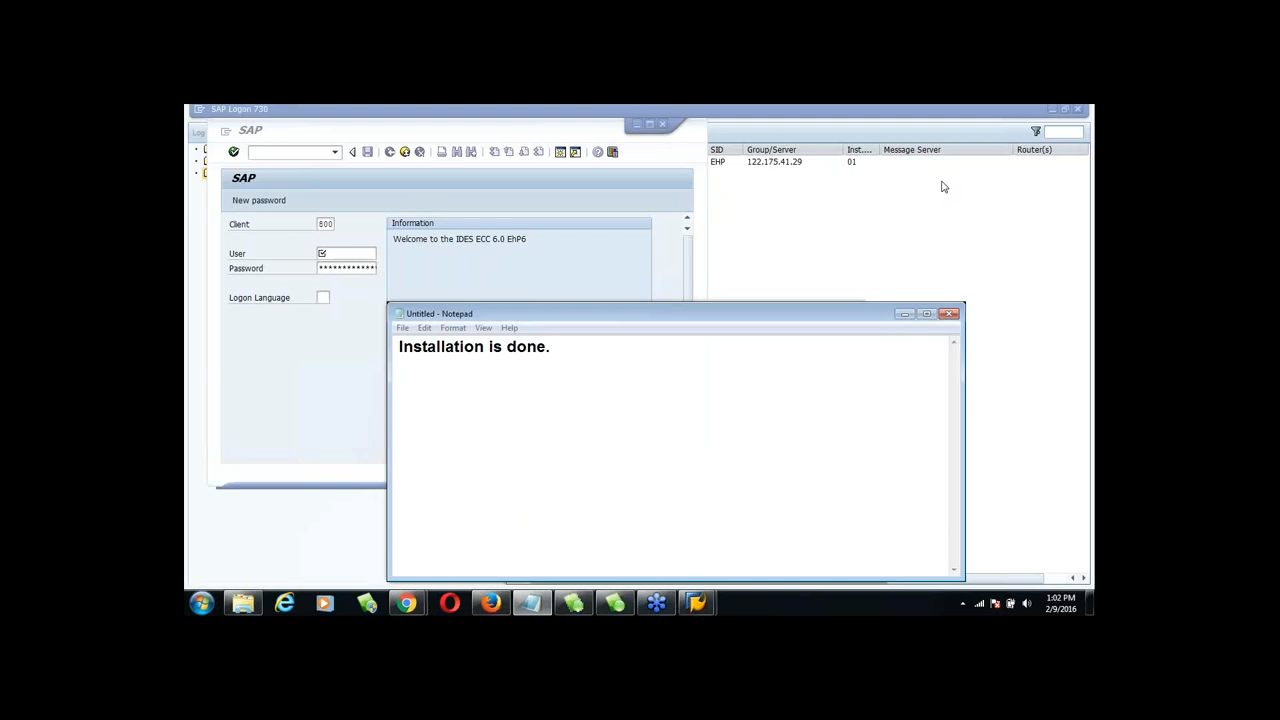 SAP Logon 730
Log
SAP
SID Group/Server Inst.... Message Server Router(s)
EHP 122.175.41.29 01
SAP
New password
Client 800
Information
Welcome to the IDES ECC 6.0 EhP6
User
Password ************
Logon Language
Untitled - Notepad
File Edit Format View Help
Installation is done.
1:02 PM
2/9/2016